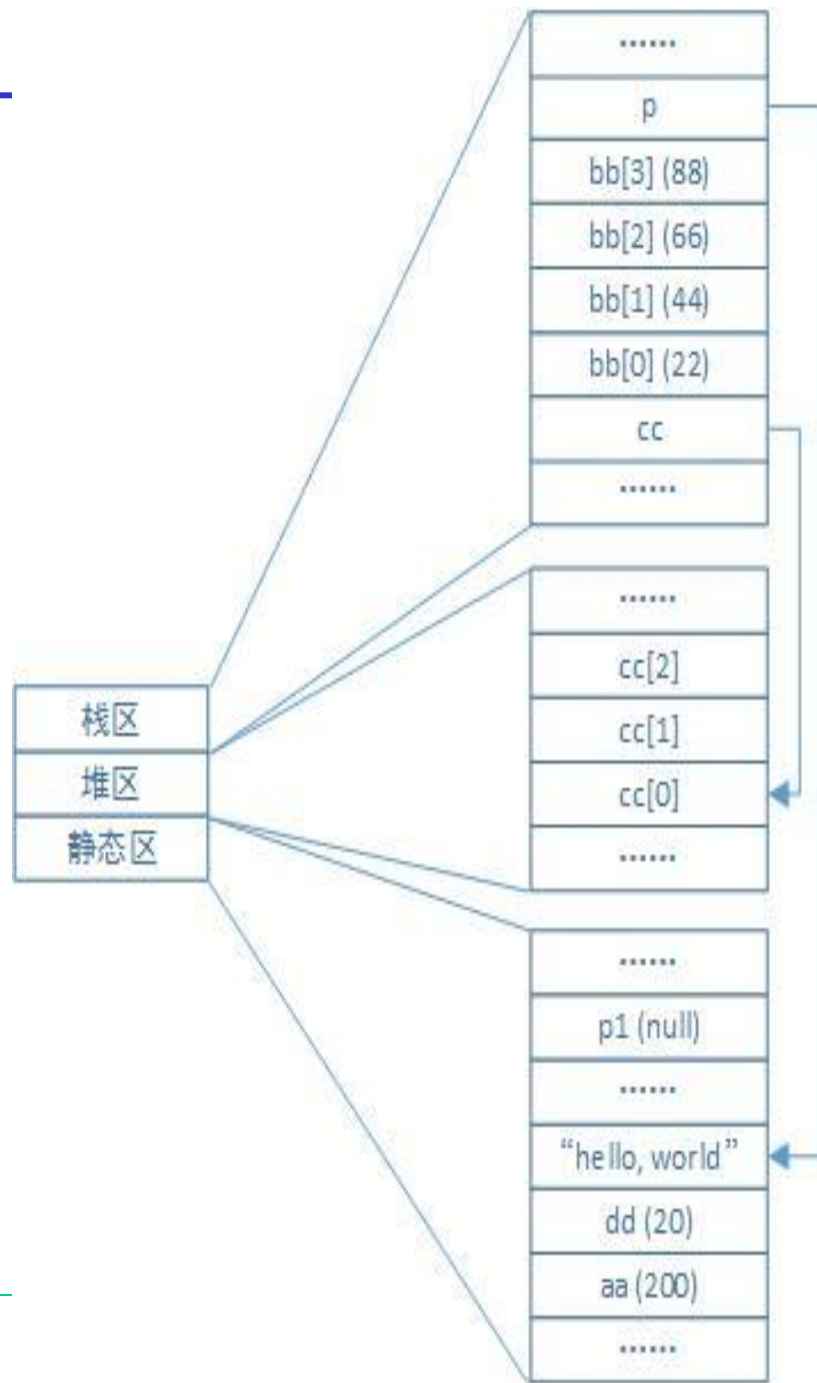 ……
p
bb[3] (88)
bb[2] (66)
bb[1] (44)
bb[0] (22)
cc
……
……
cc[2]
cc[1]
cc[0]
……
栈区
堆区
静态区
……
p1 (null)
……
“hello, world”
dd (20)
aa (200)
……